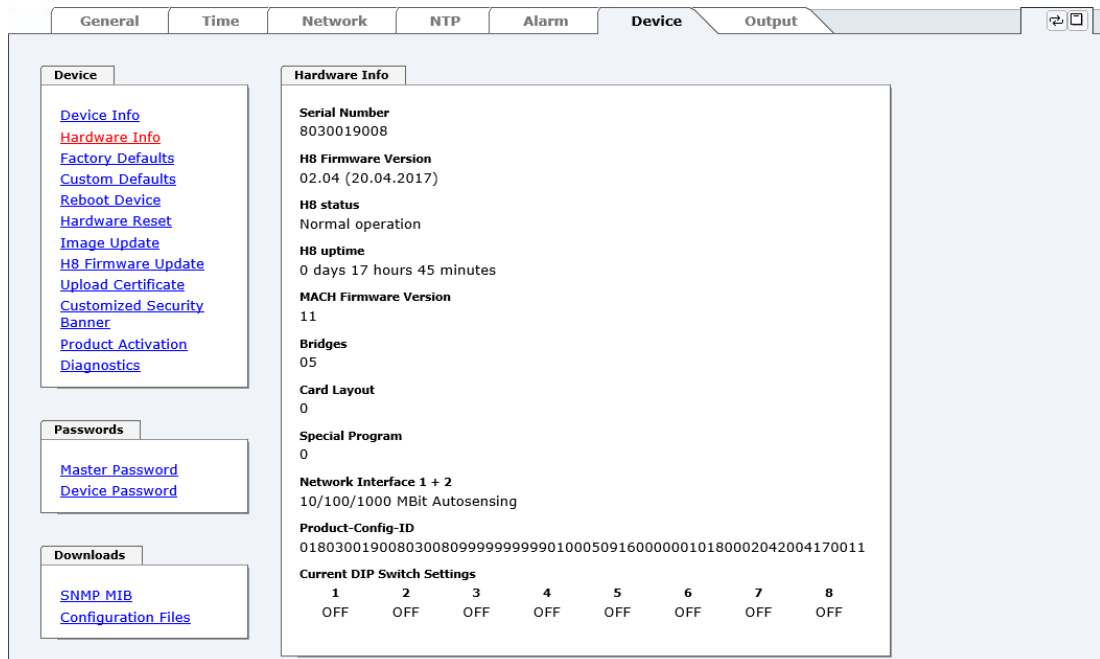 General Time Network NTP Alarm Device Output
Device
Device Info
Hardware Info
Factory Defaults
Custom Defaults
Reboot Device
Hardware Reset
Image Update
H8 Firmware Update
Upload Certificate
Customized Security
Banner
Product Activation
Diagnostics
Passwords
Master Password
Device Password
Downloads
SNMP MIB
Configuration Files
Hardware Info
Serial Number
8030019008
H8 Firmware Version
02.04 (20.04.2017)
H8 status
Normal operation
H8 uptime
0 days 17 hours 45 minutes
MACH Firmware Version
11
Bridges
05
Card Layout
0
Special Program
0
Network Interface 1 + 2
10/100/1000 MBit Autosensing
Product-Config-ID
018030019008030080999999999901000509160000001018000204200417​0011
Current DIP Switch Settings
1 2 3 4 5 6 7 8
OFF OFF OFF OFF OFF OFF OFF OFF